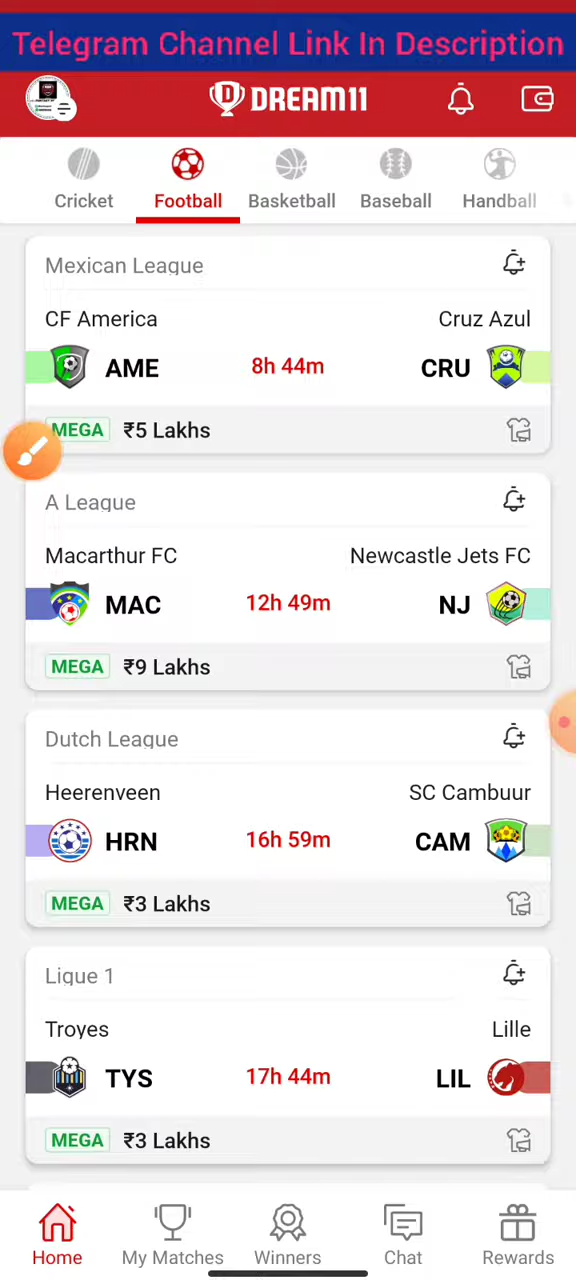 Telegram Channel Link In Description
DREAM11
Cricket Football Basketball Baseball Handball
Mexican League
CF America Cruz Azul
AME 8h 44m CRU
MEGA ₹5 Lakhs
A League
Macarthur FC Newcastle Jets FC
MAC 12h 49m NJ
MEGA ₹9 Lakhs
Dutch League
Heerenveen SC Cambuur
HRN 16h 59m CAM
MEGA ₹3 Lakhs
Ligue 1
Troyes Lille
TYS 17h 44m LIL
MEGA ₹3 Lakhs
Home My Matches Winners Chat Rewards